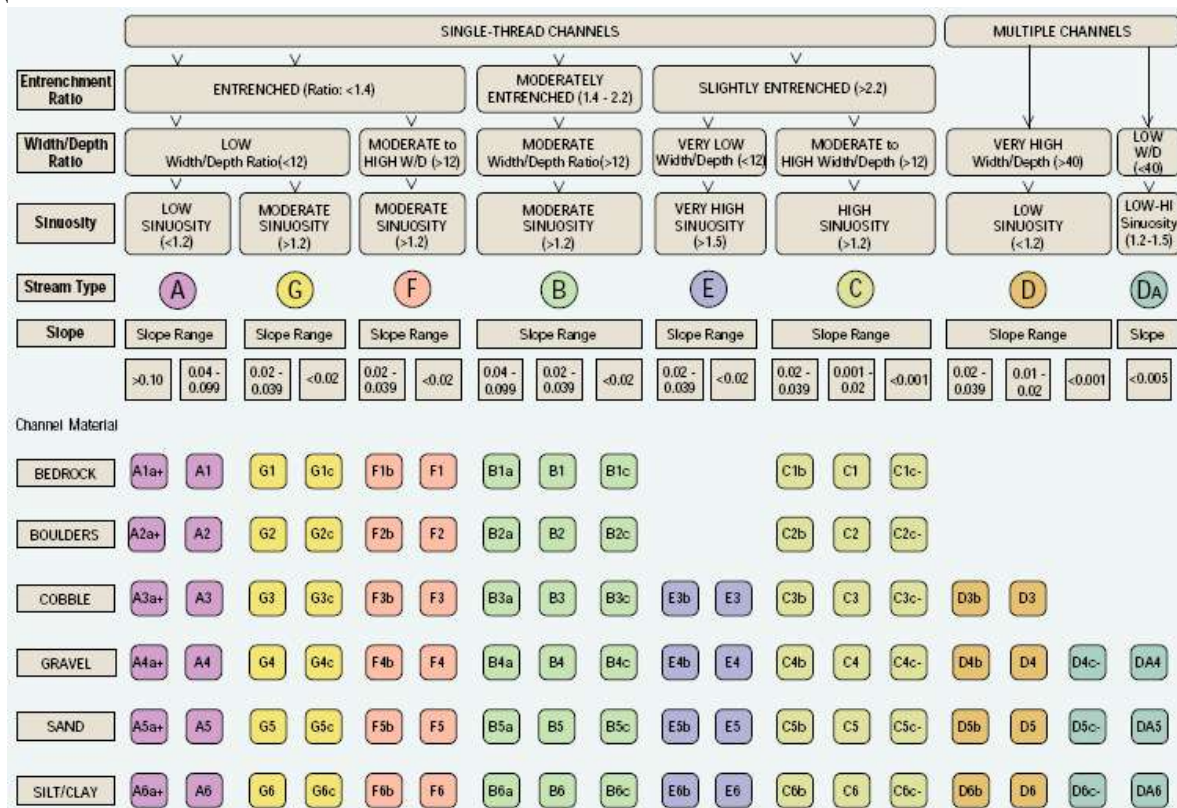 SINGLE-THREAD CHANNELS
MULTIPLE CHANNELS
Entrenchment
Ratio
ENTRENCHED (Ratio: <1.4)
MODERATELY
ENTRENCHED (1.4 - 2.2)
SLIGHTLY ENTRENCHED (>2.2)
Width/Depth
Ratio
LOW
Width/Depth Ratio(<12)
MODERATE to
HIGH W/D (>12)
MODERATE
Width/Depth Ratio(>12)
VERY LOW
Width/Depth (<12)
MODERATE to
HIGH Width/Depth (>12)
VERY HIGH
Width/Depth (>40)
LOW
W/D
(<40)
Sinuosity
LOW
SINUOSITY
(<1.2)
MODERATE
SINUOSITY
(>1.2)
MODERATE
SINUOSITY
(>1.2)
MODERATE
SINUOSITY
(>1.2)
VERY HIGH
SINUOSITY
(>1.5)
HIGH
SINUOSITY
(>1.2)
LOW
SINUOSITY
(<1.2)
LOW-HI
Sinuosity
(1.2-1.5)
Stream Type
A G F B E C D DA
Slope
Slope Range Slope Range Slope Range Slope Range Slope Range Slope Range Slope Range Slope
>0.10
0.04 -
0.099
0.02 -
0.039
<0.02
0.02 -
0.039
<0.02
0.04 -
0.099
0.02 -
0.039
<0.02
0.02 -
0.039
<0.02
0.02 -
0.039
0.001 -
0.02
<0.001
0.02 -
0.039
0.01 -
0.02
<0.001
<0.005
Channel Material
BEDROCK A1a+ A1 G1 G1c F1b F1 B1a B1 B1c C1b C1 C1c-
BOULDERS A2a+ A2 G2 G2c F2b F2 B2a B2 B2c C2b C2 C2c-
COBBLE A3a+ A3 G3 G3c F3b F3 B3a B3 B3c E3b E3 C3b C3 C3c- D3b D3
GRAVEL A4a+ A4 G4 G4c F4b F4 B4a B4 B4c E4b E4 C4b C4 C4c- D4b D4 D4c- DA4
SAND A5a+ A5 G5 G5c F5b F5 B5a B5 B5c E5b E5 C5b C5 C5c- D5b D5 D5c- DA5
SILT/CLAY A6a+ A6 G6 G6c F6b F6 B6a B6 B6c E6b E6 C6b C6 C6c- D6b D6 D6c- DA6